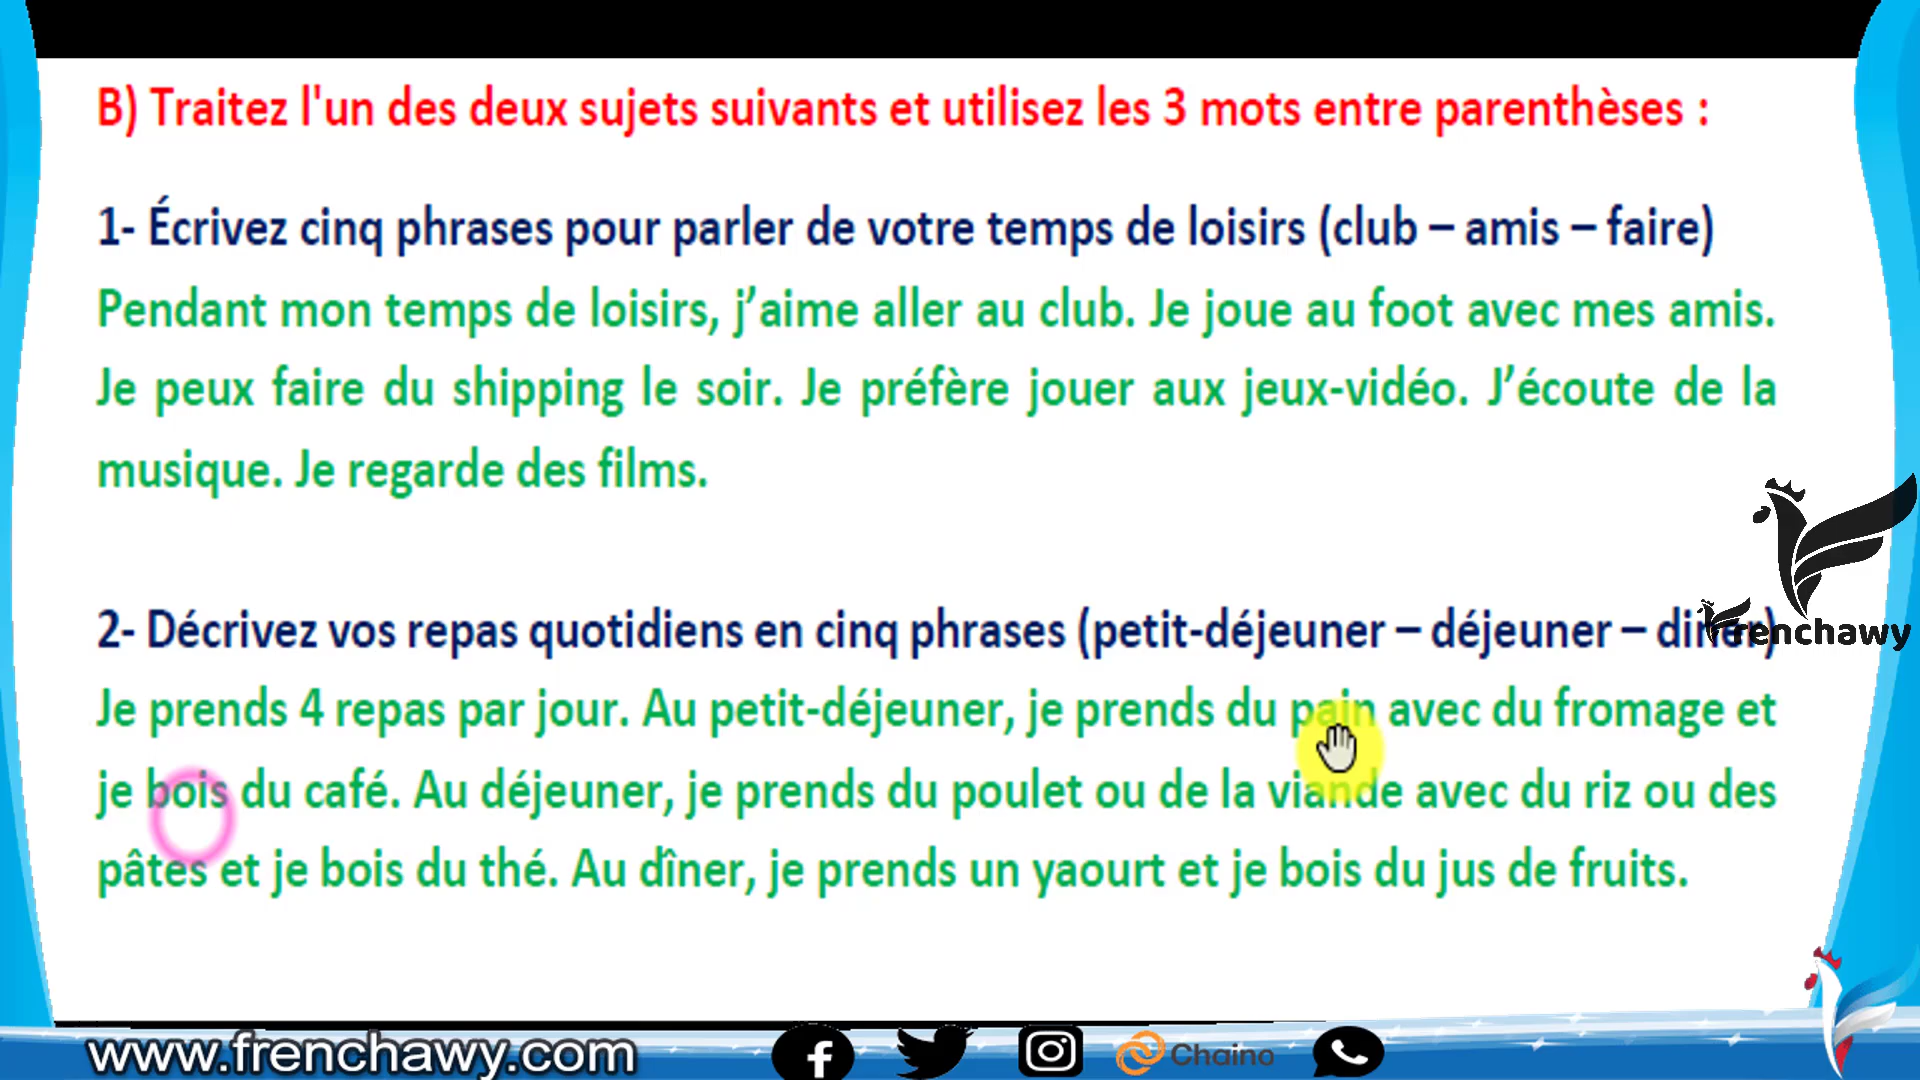 B) Traitez l'un des deux sujets suivants et utilisez les 3 mots entre parenthèses :
1- Écrivez cinq phrases pour parler de votre temps de loisirs (club – amis – faire)
Pendant mon temps de loisirs, j’aime aller au club. Je joue au foot avec mes amis.
Je peux faire du shipping le soir. Je préfère jouer aux jeux-vidéo. J’écoute de la
musique. Je regarde des films.
2- Décrivez vos repas quotidiens en cinq phrases (petit-déjeuner – déjeuner – dîner)
frenchawy
Je prends 4 repas par jour. Au petit-déjeuner, je prends du pain avec du fromage et
je bois du café. Au déjeuner, je prends du poulet ou de la viande avec du riz ou des
pâtes et je bois du thé. Au dîner, je prends un yaourt et je bois du jus de fruits.
www.frenchawy.com
Chaino